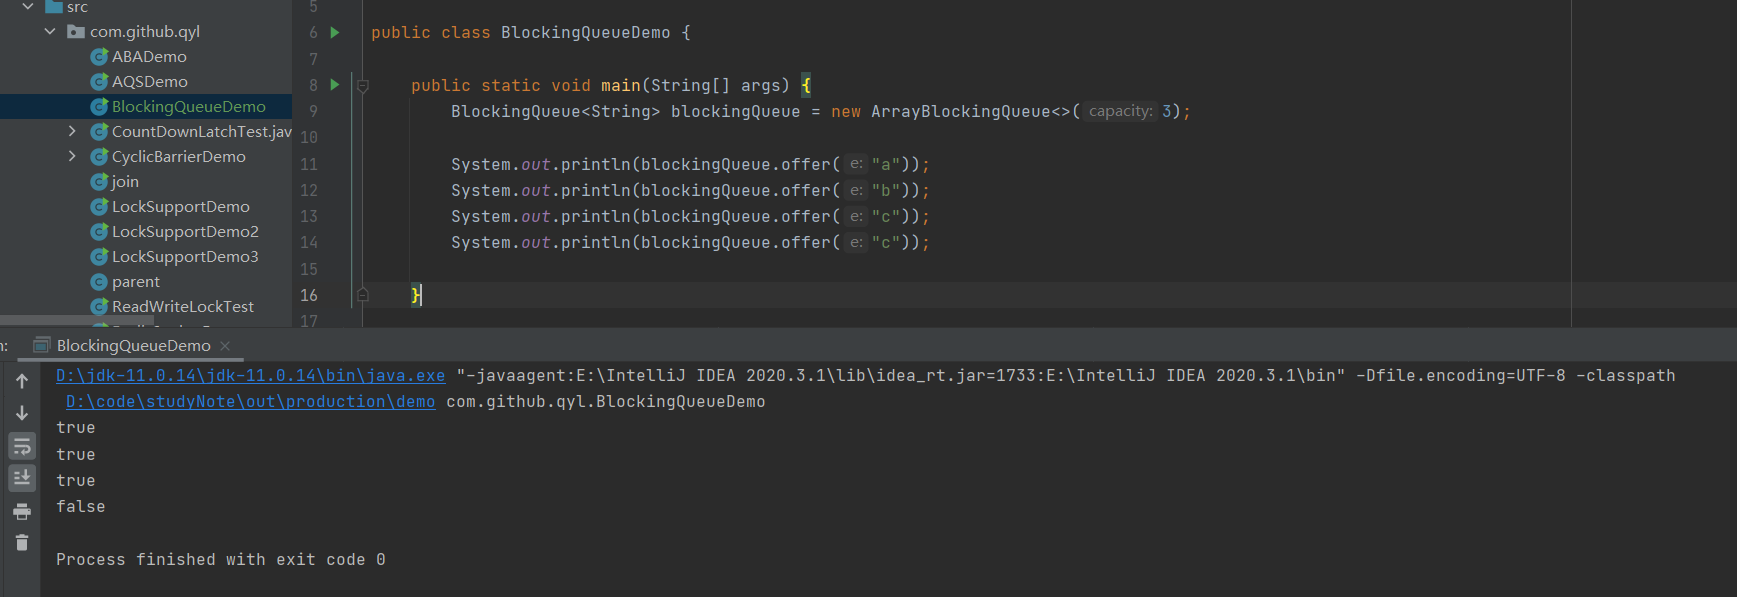 src
com.github.qyl
ABADemo
AQSDemo
BlockingQueueDemo
CountDownLatchTest.jav
CyclicBarrierDemo
join
LockSupportDemo
LockSupportDemo2
LockSupportDemo3
parent
ReadWriteLockTest
5
6 public class BlockingQueueDemo {
7
8 public static void main(String[] args) {
9 BlockingQueue<String> blockingQueue = new ArrayBlockingQueue<>( capacity: 3);
10
11 System.out.println(blockingQueue.offer( e: "a"));
12 System.out.println(blockingQueue.offer( e: "b"));
13 System.out.println(blockingQueue.offer( e: "c"));
14 System.out.println(blockingQueue.offer( e: "c"));
15
16 }
17
BlockingQueueDemo
D:\jdk-11.0.14\jdk-11.0.14\bin\java.exe "-javaagent:E:\IntelliJ IDEA 2020.3.1\lib\idea_rt.jar=1733:E:\IntelliJ IDEA 2020.3.1\bin" -Dfile.encoding=UTF-8 -classpath
D:\code\studyNote\out\production\demo com.github.qyl.BlockingQueueDemo
true
true
true
false
Process finished with exit code 0